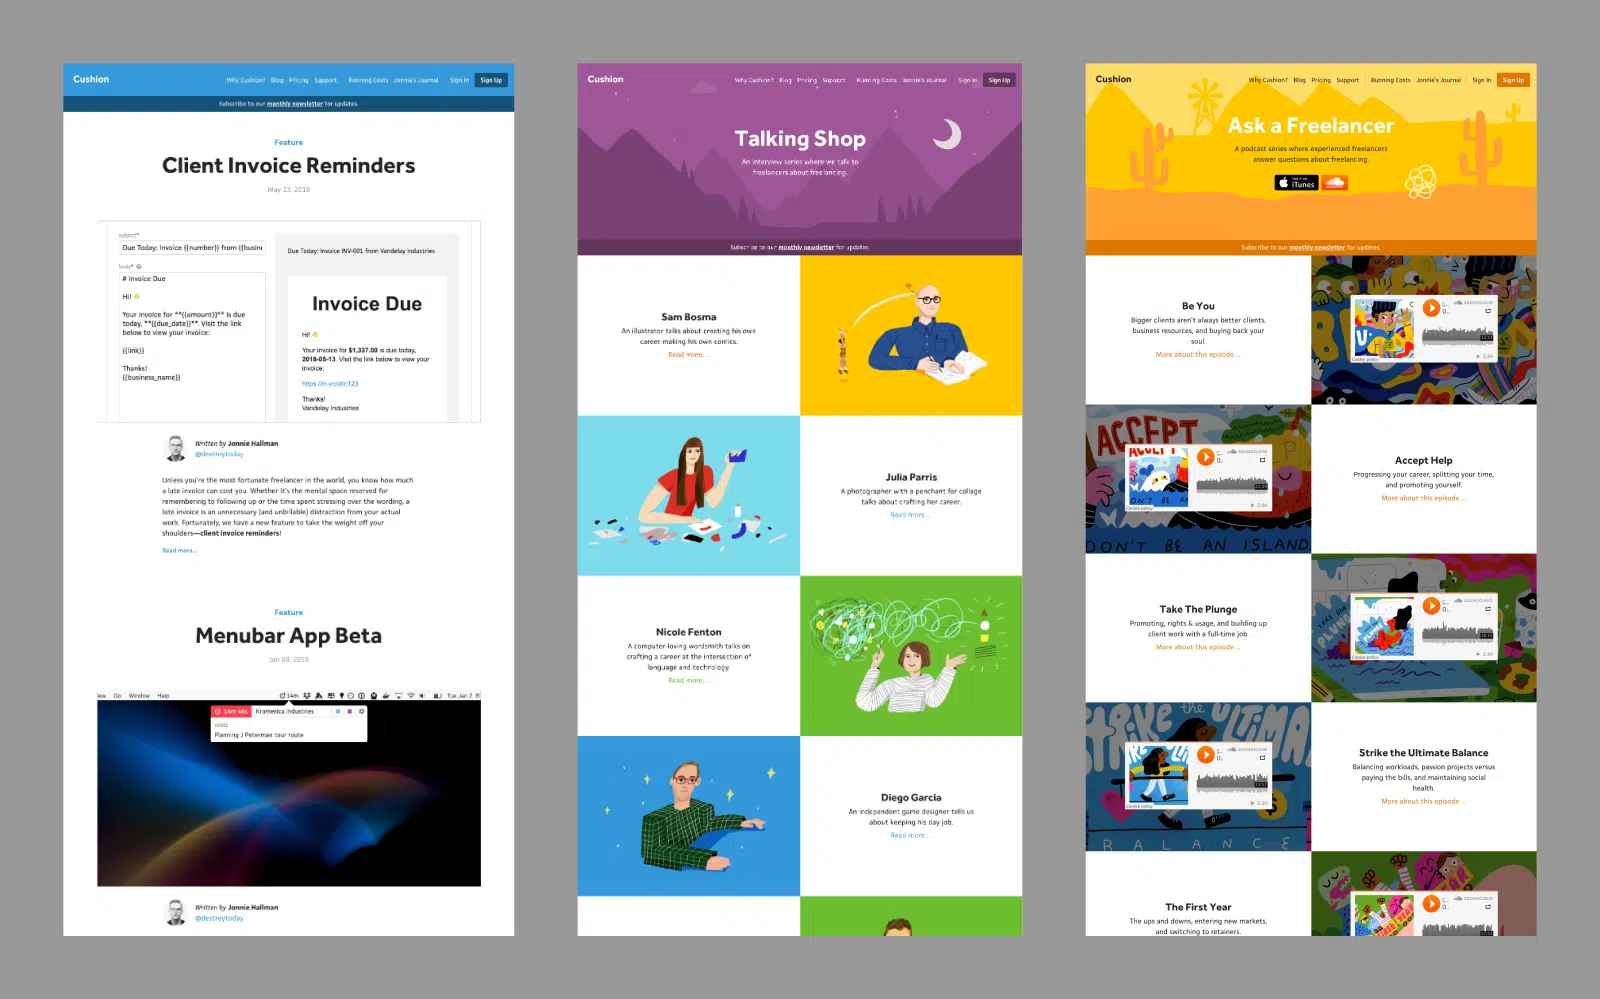 Cushion
Why Cushion? Blog Pricing Support Running Costs Jonnie's Journal Sign In Sign Up
Subscribe to our monthly newsletter for updates.
Feature
Client Invoice Reminders
May 23, 2018
subject*
Due Today: Invoice {{number}} from {{busin
body*
# Invoice Due
Hi! 👋
Your invoice for **{{amount}}** is due
today, **{{due_date}}**. Visit the link
below to view your invoice:
{{link}}
Thanks!
{{business_name}}
Due Today: Invoice INV-001 from Vandelay Industries
Invoice Due
Hi! 👋
Your invoice for $1,337.00 is due today,
2018-05-13. Visit the link below to view your
invoice:
https://in.vc/abc123
Thanks!
Vandelay Industries
Written by Jonnie Hallman
@destroytoday
Unless you're the most fortunate freelancer in the world, you know how much
a late invoice can cost you. Whether it's the mental space reserved for
remembering to following up or the time spent stressing over the wording, a
late invoice is an unnecessary (and unbillable) distraction from your actual
work. Fortunately, we have a new feature to take the weight off your
shoulders—client invoice reminders!
Read more...
Feature
Menubar App Beta
Jan 08, 2018
iew Go Window Help 14m Tue Jan 2
14m 46s Kramerica Industries
notes
Planning J Peterman tour route
Written by Jonnie Hallman
@destroytoday
Cushion
Why Cushion? Blog Pricing Support Running Costs Jonnie's Journal Sign In Sign Up
Talking Shop
An interview series where we talk to
freelancers about freelancing.
Subscribe to our monthly newsletter for updates.
Sam Bosma
An illustrator talks about creating his own
career making his own comics.
Read more...
Julia Parris
A photographer with a penchant for collage
talks about crafting her career.
Read more...
Nicole Fenton
A computer-loving wordsmith talks on
crafting a career at the intersection of
language and technology.
Read more...
Diego Garcia
An independent game designer tells us
about keeping his day job.
Read more...
Cushion
Why Cushion? Blog Pricing Support Running Costs Jonnie's Journal Sign In Sign Up
Ask a Freelancer
A podcast series where experienced freelancers
answer questions about freelancing.
iTunes
SOUNDCLOUD
Subscribe to our monthly newsletter for updates.
Be You
Bigger clients aren't always better clients,
business resources, and buying back your
soul.
More about this episode...
SOUNDCLOUD
Cookie policy
ACCEPT
SOUNDCLOUD
2.6K
Cookie policy
DON'T BE AN ISLAND
Accept Help
Progressing your career, splitting your time,
and promoting yourself.
More about this episode...
Take The Plunge
Promoting, rights & usage, and building up
client work with a full-time job.
More about this episode...
SOUNDCLOUD
Cookie policy
STRIKE the ULTIMA
SOUNDCLOUD
Cookie policy
BALANCE
Strike the Ultimate Balance
Balancing workloads, passion projects versus
paying the bills, and maintaining social
health.
More about this episode...
The First Year
The ups and downs, entering new markets,
and switching to retainers.
SOUNDCLOUD